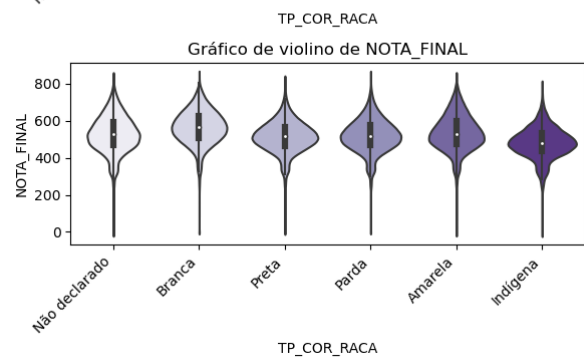 TP_COR_RACA
Gráfico de violino de NOTA_FINAL
NOTA_FINAL
800
600
400
200
0
Não declarado
Branca
Preta
Parda
Amarela
Indígena
TP_COR_RACA